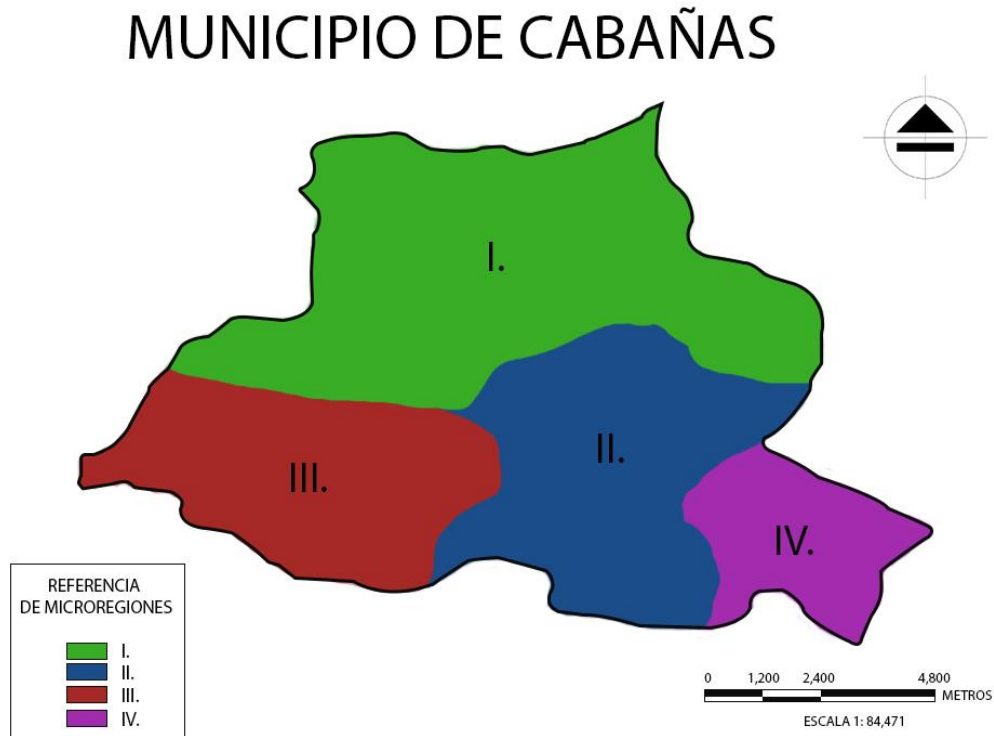 MUNICIPIO DE CABAÑAS
I.
II.
III.
IV.
REFERENCIA
DE MICROREGIONES
I.
II.
III.
IV.
0 1,200 2,400 4,800
METROS
ESCALA 1: 84,471